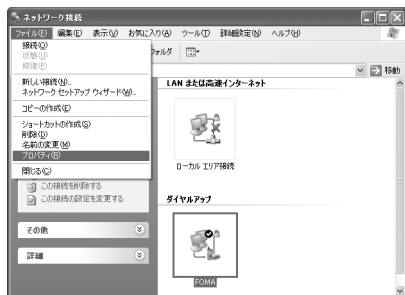 ネットワーク接続
ファイル(F) 編集(E) 表示(V) お気に入り(A) ツール(T) 詳細設定(N) ヘルプ(H)
接続(O)
状態(U)
修復(P)
新しい接続(N)...
ネットワーク セットアップ ウィザード(W)...
コピーの作成(C)
ショートカットの作成(S)
削除(D)
名前の変更(M)
プロパティ(R)
閉じる(C)
ォルダ
移動
LAN または高速インターネット
ローカル エリア接続
ダイヤルアップ
FOMA
この接続を削除する
この接続の設定を変更する
その他
詳細